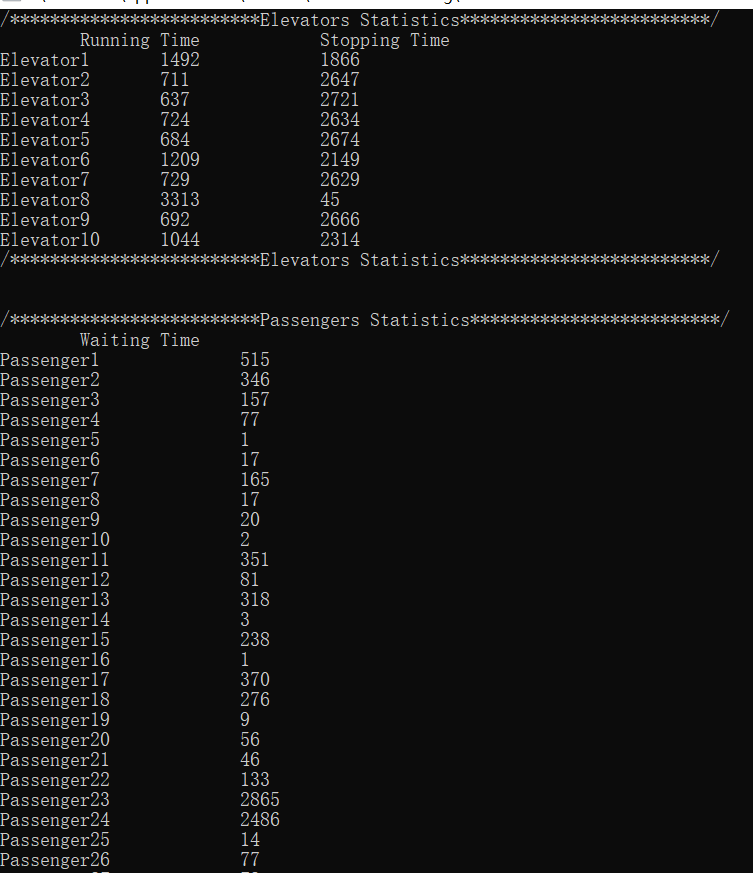 /*************************Elevators Statistics*************************/
Running Time Stopping Time
Elevator1 1492 1866
Elevator2 711 2647
Elevator3 637 2721
Elevator4 724 2634
Elevator5 684 2674
Elevator6 1209 2149
Elevator7 729 2629
Elevator8 3313 45
Elevator9 692 2666
Elevator10 1044 2314
/*************************Elevators Statistics*************************/
/*************************Passengers Statistics*************************/
Waiting Time
Passenger1 515
Passenger2 346
Passenger3 157
Passenger4 77
Passenger5 1
Passenger6 17
Passenger7 165
Passenger8 17
Passenger9 20
Passenger10 2
Passenger11 351
Passenger12 81
Passenger13 318
Passenger14 3
Passenger15 238
Passenger16 1
Passenger17 370
Passenger18 276
Passenger19 9
Passenger20 56
Passenger21 46
Passenger22 133
Passenger23 2865
Passenger24 2486
Passenger25 14
Passenger26 77